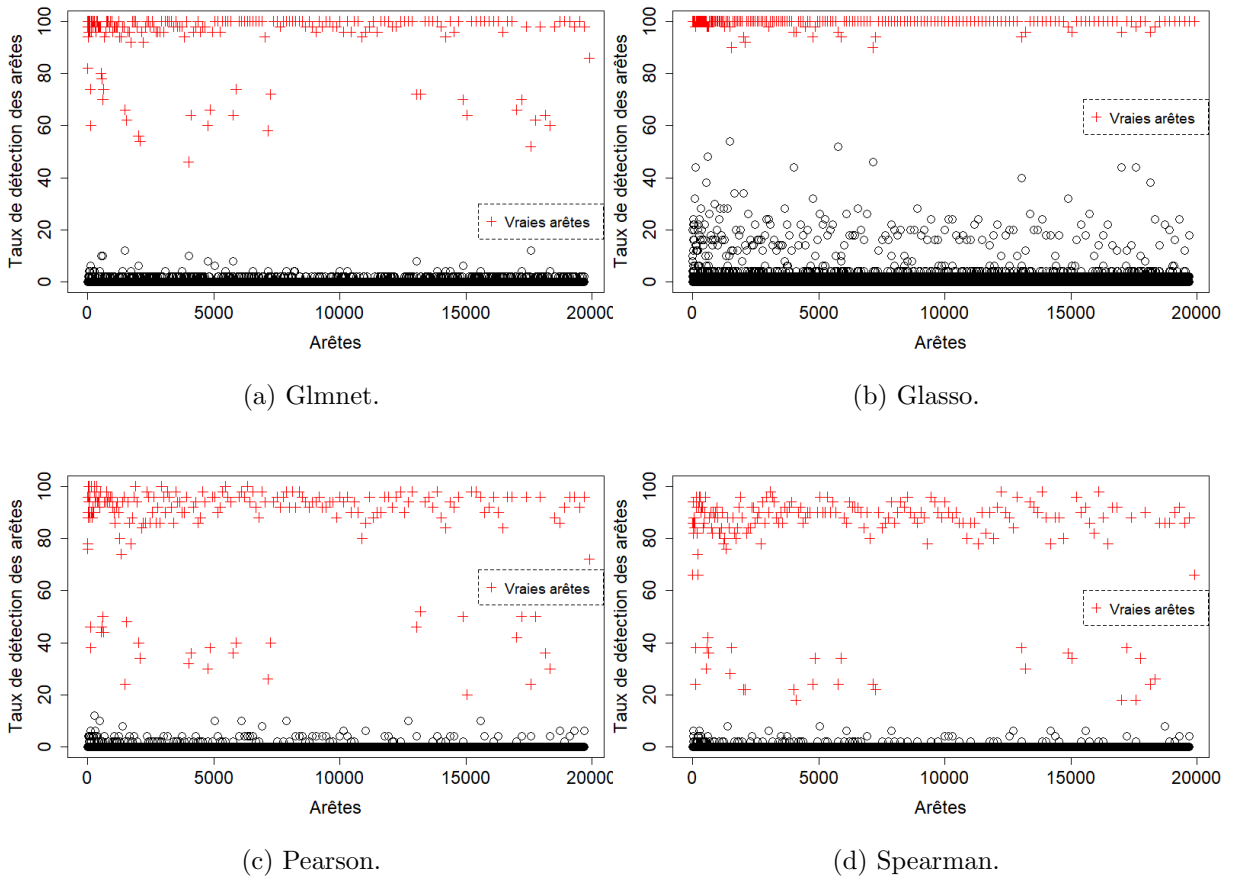 Taux de détection des arêtes
100
80
60
40
20
0
Vraies arêtes
0 5000 10000 15000 20000
Arêtes
(a) Glmnet.
Taux de détection des arêtes
100
80
60
40
20
0
Vraies arêtes
0 5000 10000 15000 20000
Arêtes
(b) Glasso.
Taux de détection des arêtes
100
80
60
40
20
0
Vraies arêtes
0 5000 10000 15000 20000
Arêtes
(c) Pearson.
Taux de détection des arêtes
100
80
60
40
20
0
Vraies arêtes
0 5000 10000 15000 20000
Arêtes
(d) Spearman.